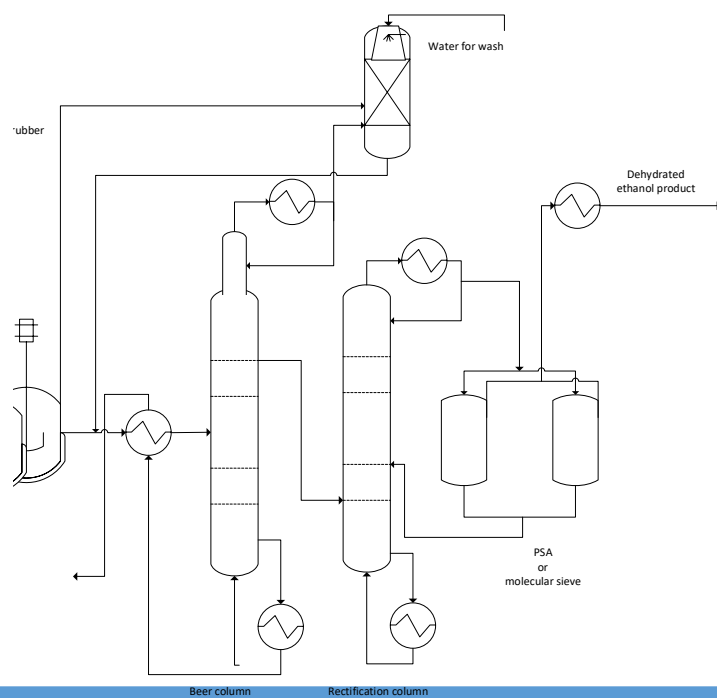 Water for wash
rubber
Dehydrated
ethanol product
PSA
or
molecular sieve
Beer column
Rectification column